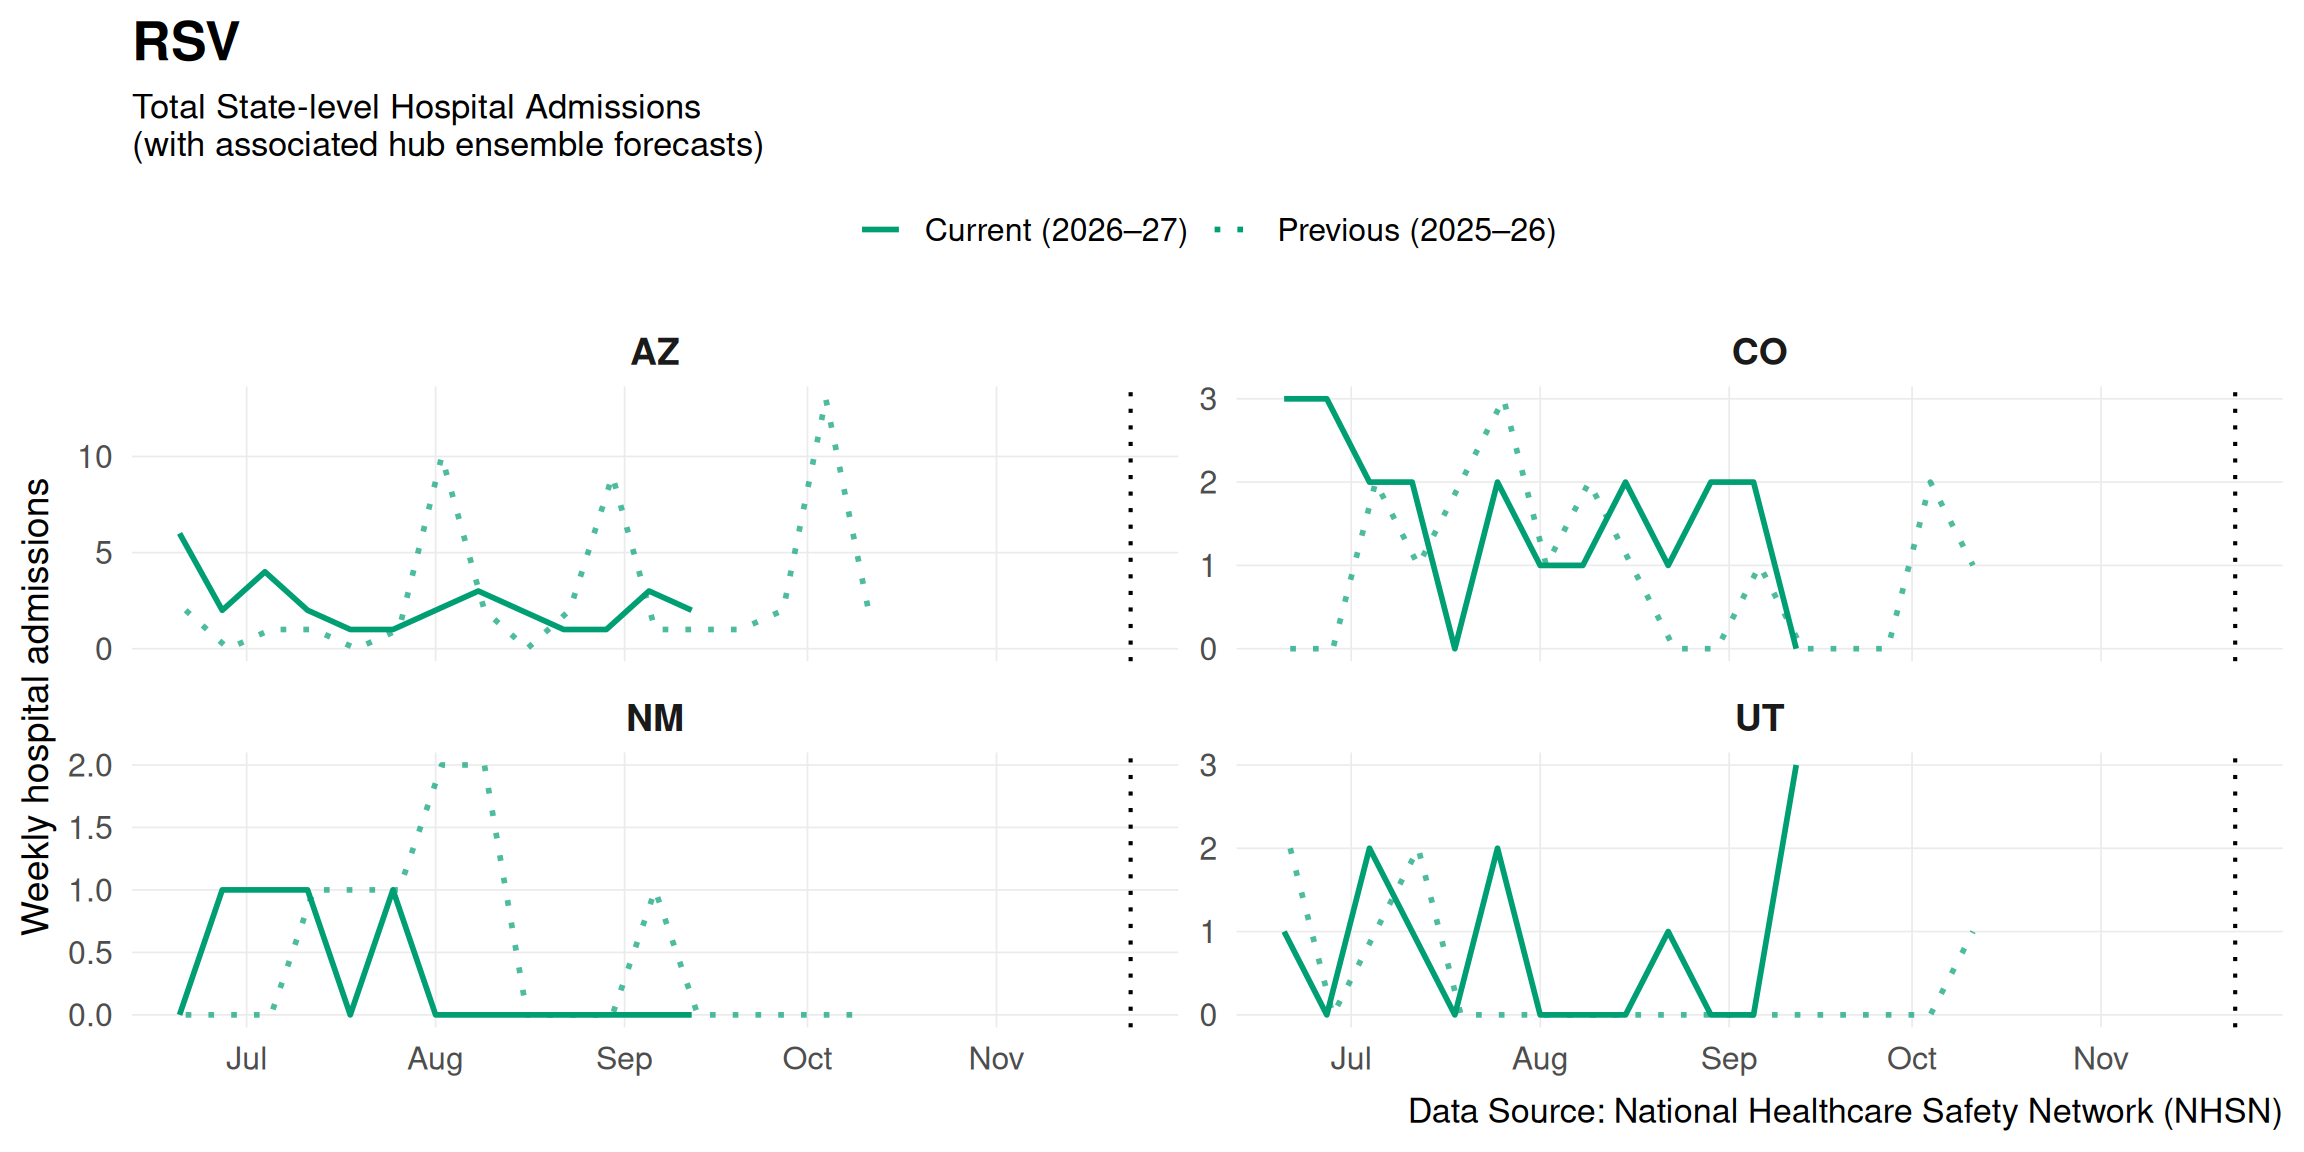 RSV
Total State-level Hospital Admissions
(with associated hub ensemble forecasts)
Current (2026–27)
Previous (2025–26)
Weekly hospital admissions
AZ
10
5
0
CO
3
2
1
0
NM
2.0
1.5
1.0
0.5
0.0
Jul Aug Sep Oct Nov
UT
3
2
1
0
Jul Aug Sep Oct Nov
Data Source: National Healthcare Safety Network (NHSN)